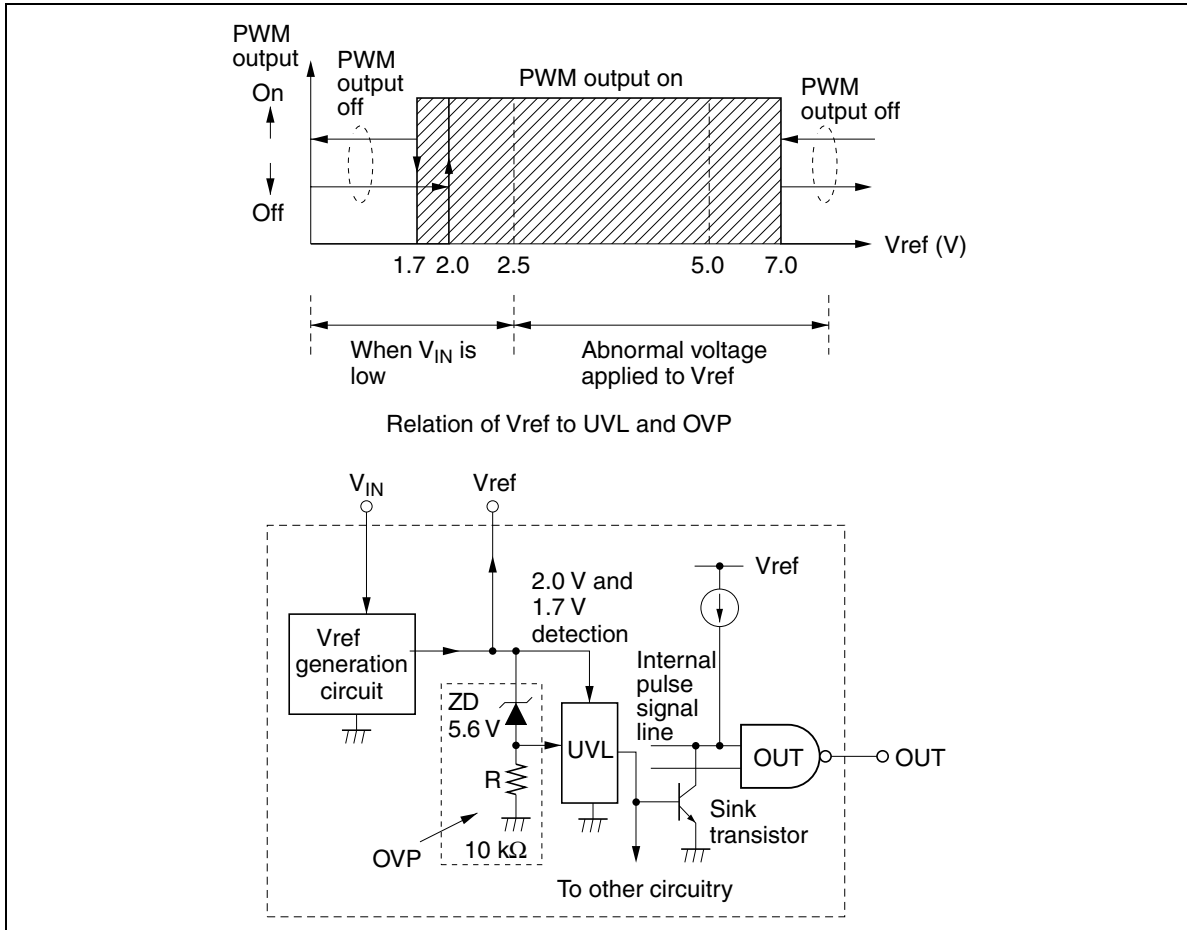 PWM
output
On
Off
PWM
output
off
PWM output on
PWM
output off
Vref (V)
1.7 2.0 2.5 5.0 7.0
When VIN is
low
Abnormal voltage
applied to Vref
Relation of Vref to UVL and OVP
VIN
Vref
Vref
generation
circuit
2.0 V and
1.7 V
detection
ZD
5.6 V
R
10 kΩ
OVP
UVL
Internal
pulse
signal
line
Vref
OUT
OUT
Sink
transistor
To other circuitry